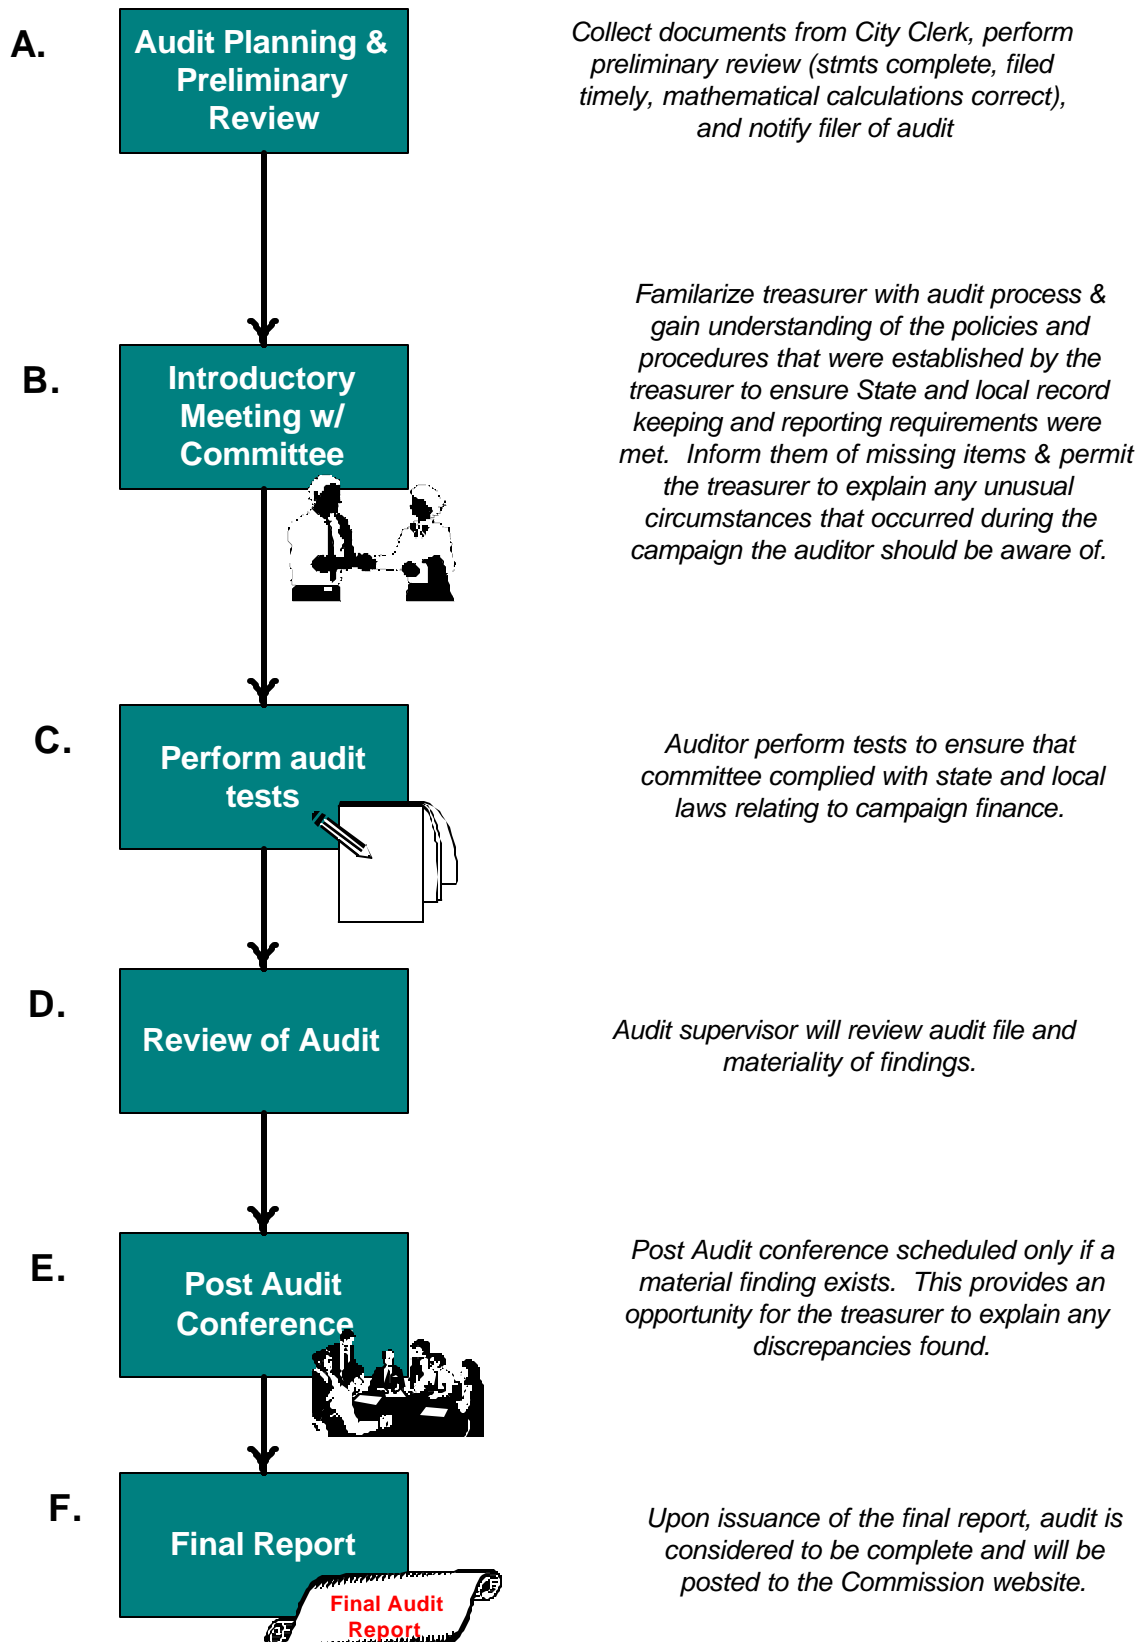 A.
Audit Planning &
Preliminary
Review
Collect documents from City Clerk, perform
preliminary review (stmts complete, filed
timely, mathematical calculations correct),
and notify filer of audit
B.
Introductory
Meeting w/
Committee
Familarize treasurer with audit process &
gain understanding of the policies and
procedures that were established by the
treasurer to ensure State and local record
keeping and reporting requirements were
met.  Inform them of missing items & permit
the treasurer to explain any unusual
circumstances that occurred during the
campaign the auditor should be aware of.
C.
Perform audit
tests
Auditor perform tests to ensure that
committee complied with state and local
laws relating to campaign finance.
D.
Review of Audit
Audit supervisor will review audit file and
materiality of findings.
E.
Post Audit
Conference
Post Audit conference scheduled only if a
material finding exists.  This provides an
opportunity for the treasurer to explain any
discrepancies found.
F.
Final Report
Upon issuance of the final report, audit is
considered to be complete and will be
posted to the Commission website.
Final Audit
Report